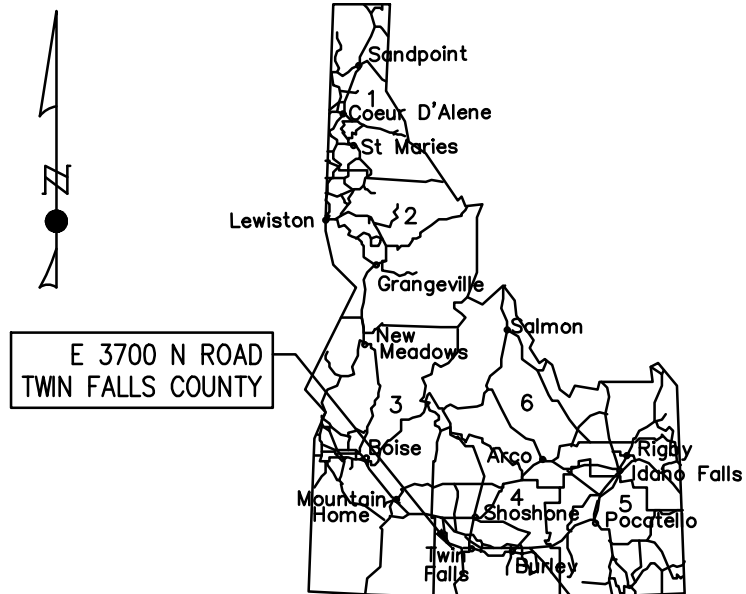 Sandpoint
1
Coeur D'Alene
St Maries
N
Lewiston
2
Grangeville
E 3700 N ROAD
TWIN FALLS COUNTY
New
Meadows
Salmon
3
6
Boise
Arco
Rigby
Idaho Falls
Mountain
Home
4
Shoshone
5
Pocatello
Twin
Falls
Burley